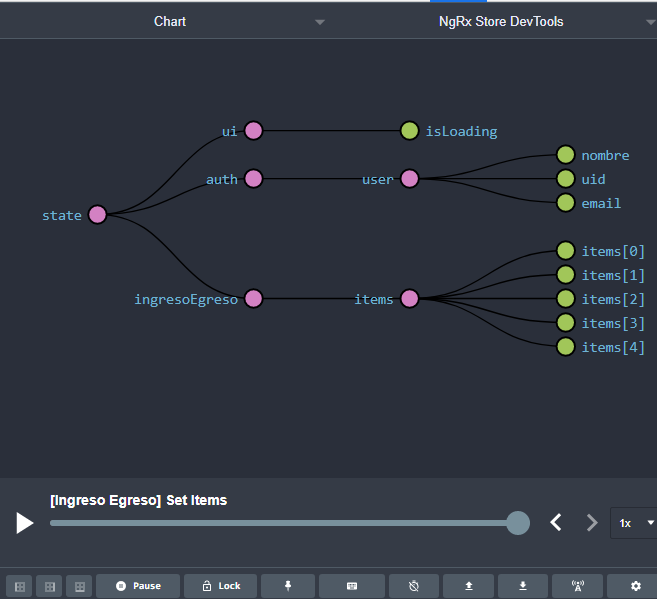 Chart
NgRx Store DevTools
ui
isLoading
nombre
auth
user
uid
email
state
items[0]
items[1]
ingresoEgreso
items
items[2]
items[3]
items[4]
[Ingreso Egreso] Set Items
1x
Pause
Lock